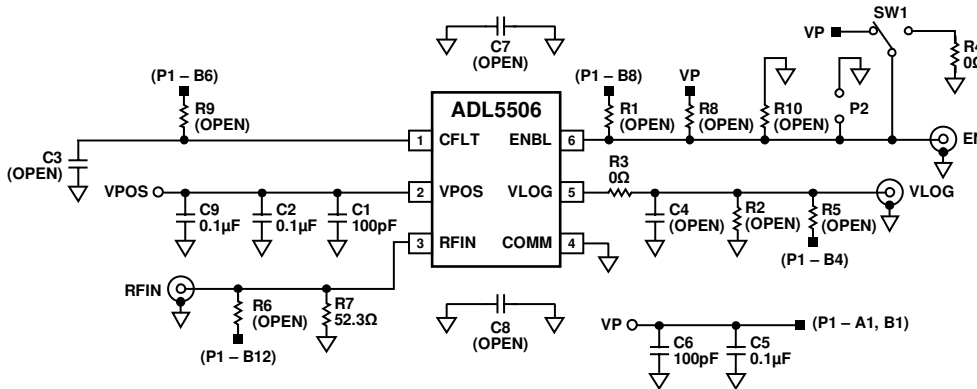 SW1
VP
R4
0Ω
C7
(OPEN)
(P1 – B6)
(P1 – B8)
VP
R9
(OPEN)
R1
(OPEN)
R8
(OPEN)
R10
(OPEN)
P2
ADL5506
1
CFLT
ENBL
6
C3
(OPEN)
R3
0Ω
VPOS
2
VPOS
VLOG
5
VLOG
C9
0.1µF
C2
0.1µF
C1
100pF
C4
(OPEN)
R2
(OPEN)
R5
(OPEN)
3
RFIN
COMM
4
(P1 – B4)
RFIN
R6
(OPEN)
R7
52.3Ω
(P1 – B12)
C8
(OPEN)
VP
(P1 – A1, B1)
C6
100pF
C5
0.1µF